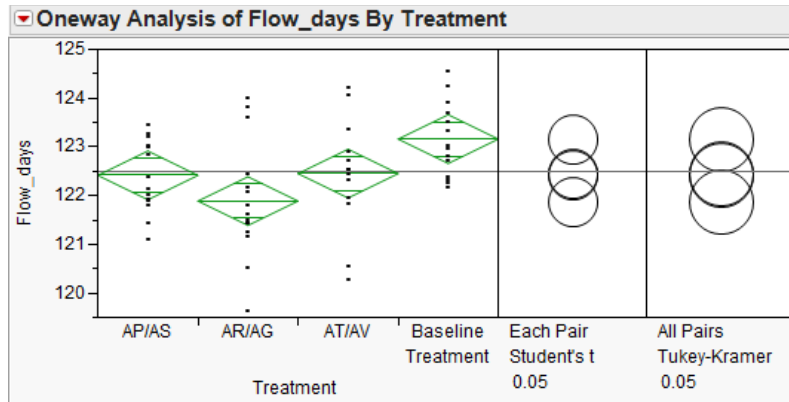 Oneway Analysis of Flow_days By Treatment
125
124
123
122
121
120
Flow_days
AP/AS
AR/AG
AT/AV
Baseline
Treatment
Treatment
Each Pair
Student's t
0.05
All Pairs
Tukey-Kramer
0.05